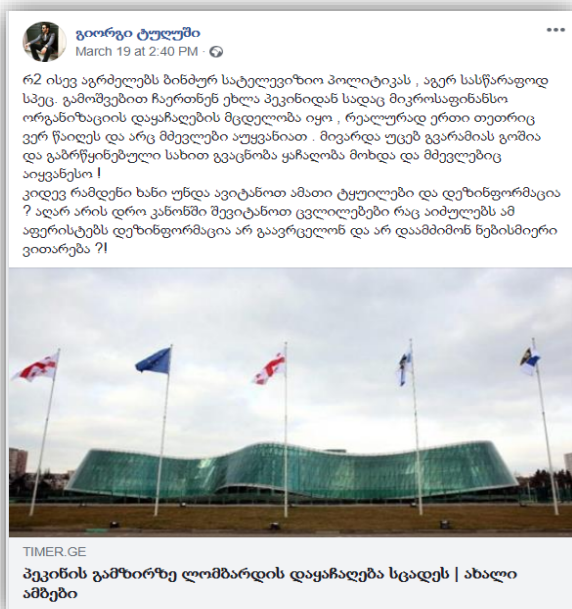 გიორგი ტუღუში
March 19 at 2:40 PM ·
რ2 ისევ აგრძელებს ბინძურ სატელევიზიო პოლიტიკას , აგერ სასწრაფოდ
სპეც. გამოშვებით ჩაერთნენ ეხლა პეკინიდან სადაც მიკროსაფინანსო
ორგანიზაციის დაყაჩაღების მცდელობა იყო , რეალურად ერთი თეთრიც
ვერ წაიღეს და არც მძევლები აუყვანიათ . მივარდა უცებ გვარამიას გოშია
და გაბრწყინებული სახით გვაცნობა ყაჩაღობა მოხდა და მძევლებიც
აიყვანესო !
კიდევ რამდენი ხანი უნდა ავიტანოთ ამათი ტყუილები და დეზინფორმაცია
? აღარ არის დრო კანონში შევიტანოთ ცვლილებები რაც აიძულებს ამ
აფერისტებს დეზინფორმაცია არ გაავრცელონ და არ დაამძიმონ ნებისმიერი
ვითარება ?!
TIMER.GE
პეკინის გამზირზე ლომბარდის დაყაჩაღება სცადეს | ახალი
ამბები